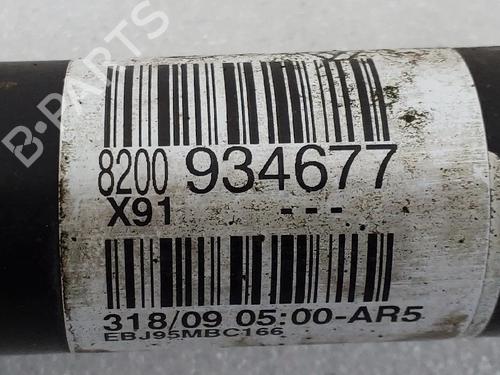 8200 934677
X91 ---
318/09 05:00-AR5
EBJ95MBC166
B-PARTS